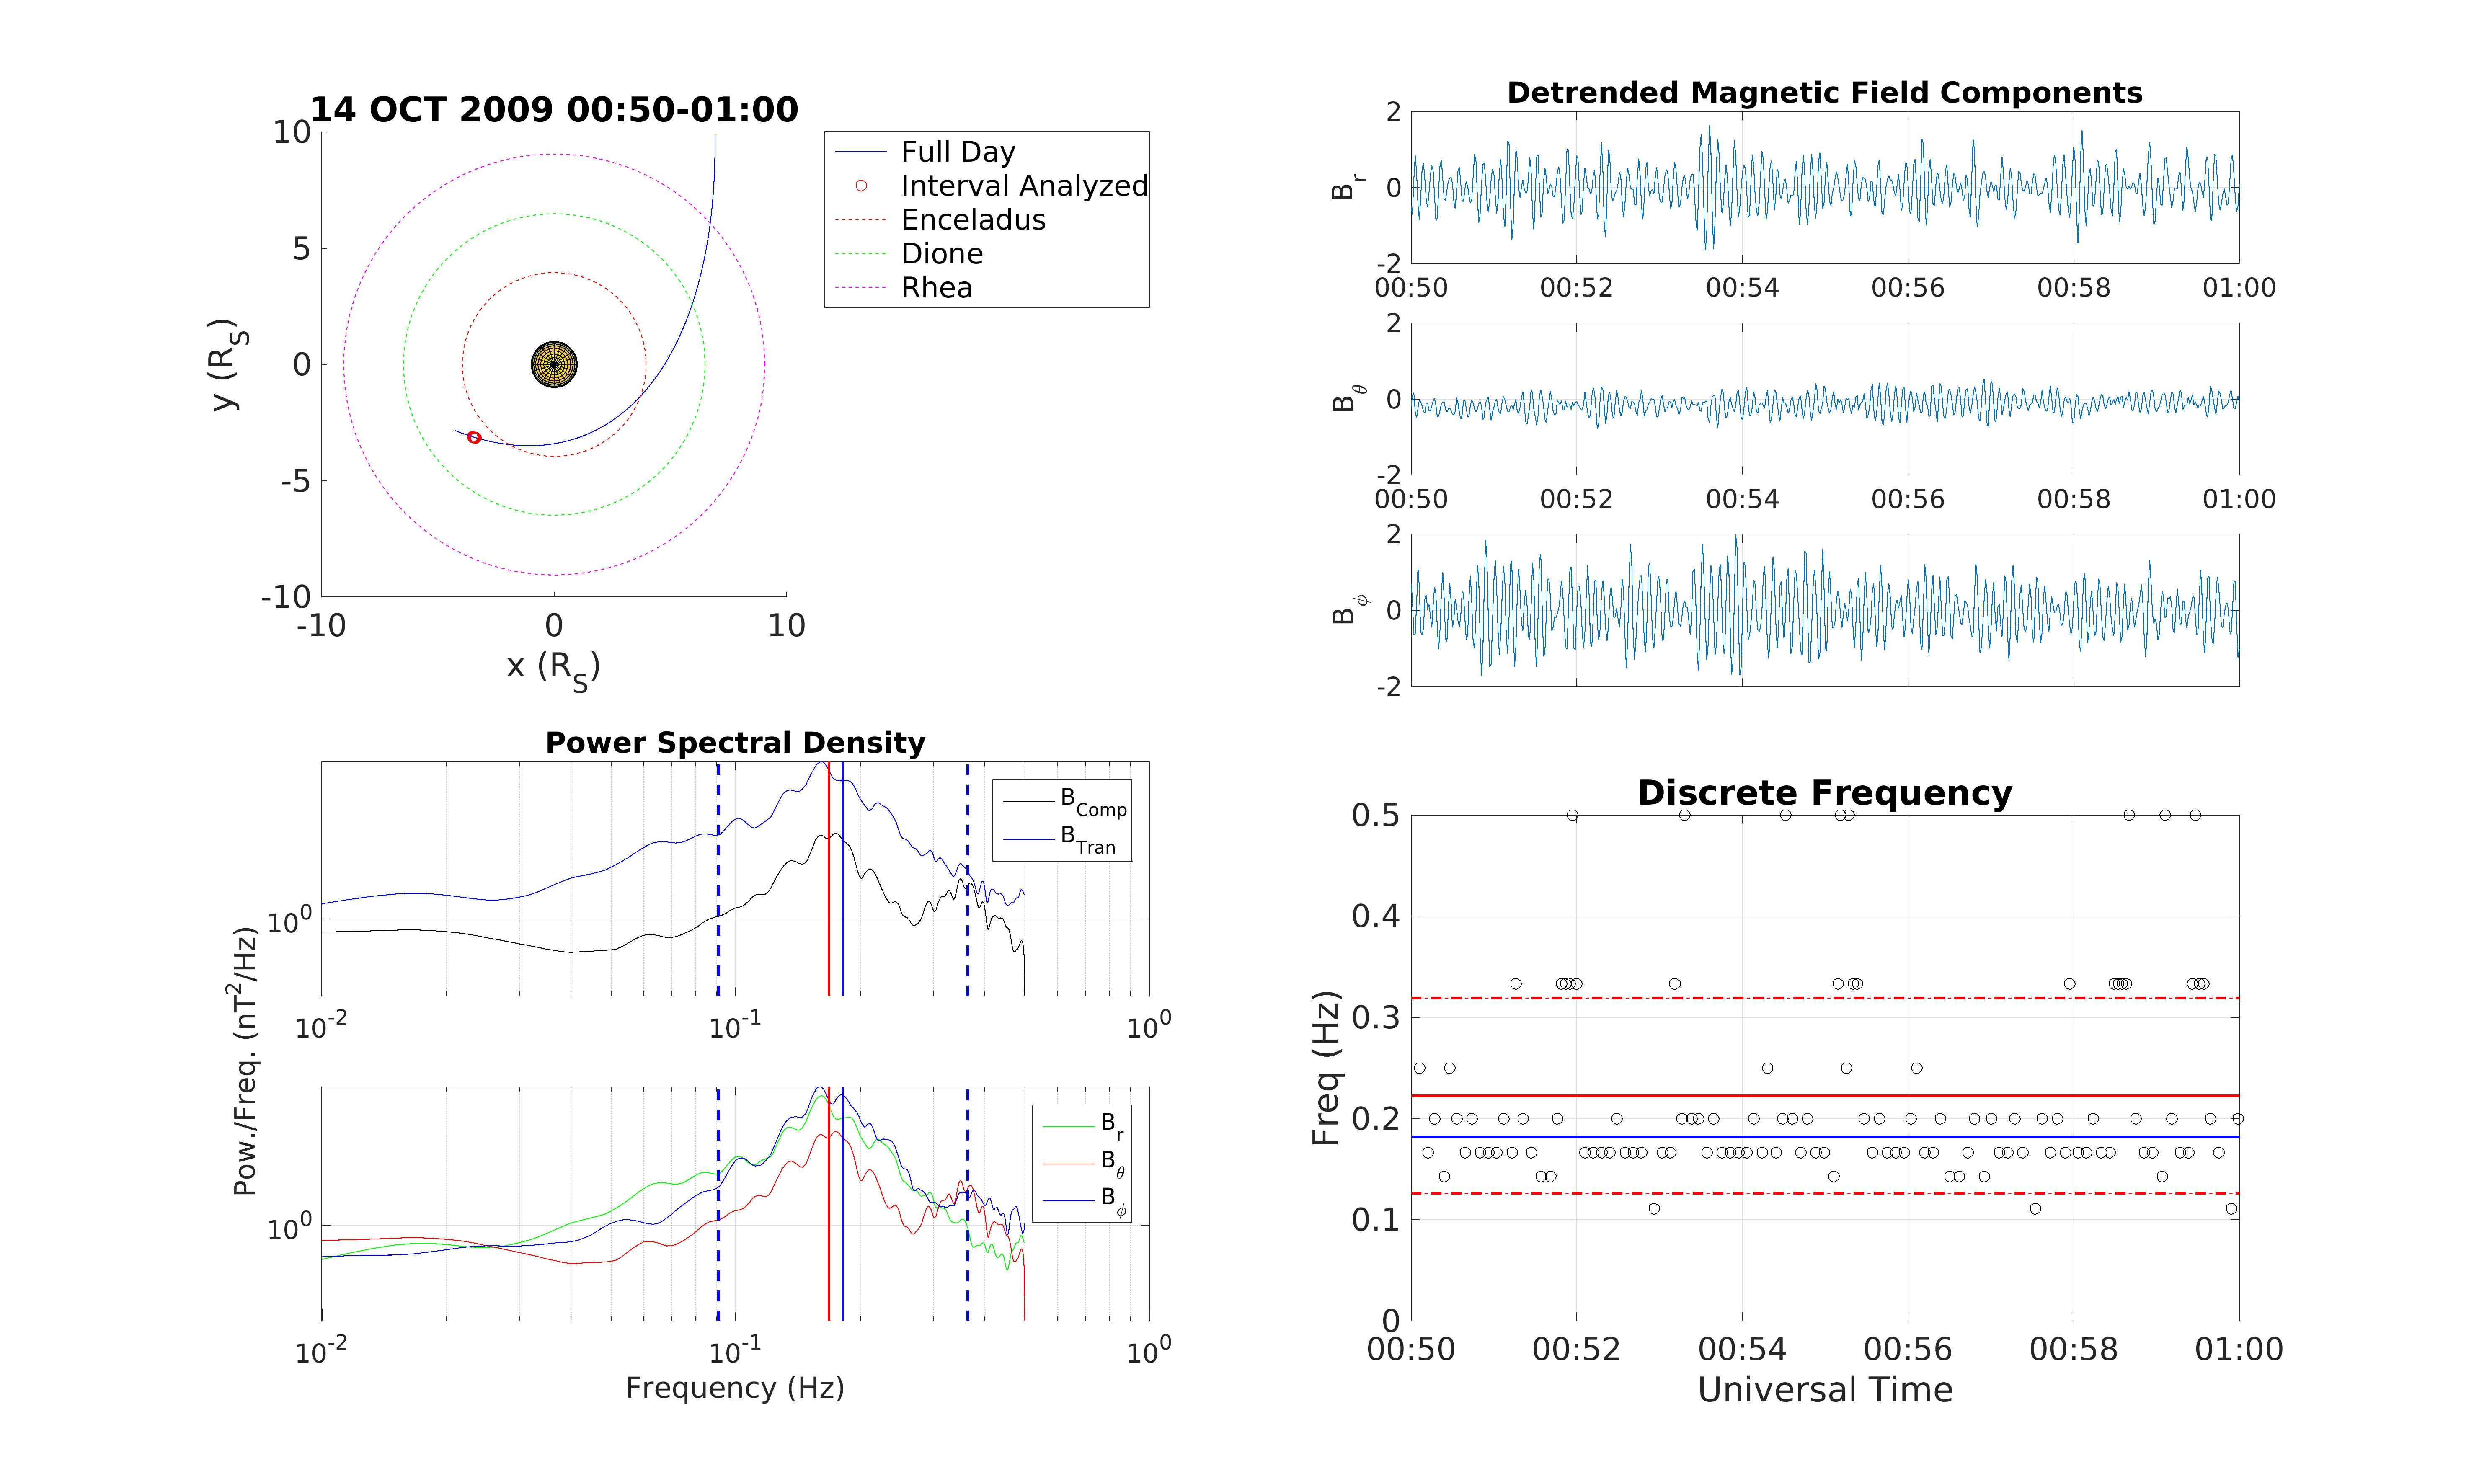 14 OCT 2009 00:50-01:00
10
5
0
-5
-10
y (R_S)
-10 0 10
x (R_S)
Full Day
Interval Analyzed
Enceladus
Dione
Rhea
Detrended Magnetic Field Components
2
0
-2
B_r
00:50 00:52 00:54 00:56 00:58 01:00
2
0
-2
B_θ
00:50 00:52 00:54 00:56 00:58 01:00
2
0
-2
B_ϕ
Power Spectral Density
10^0
B_Comp
B_Tran
10^-2 10^-1 10^0
Pow./Freq. (nT^2/Hz)
10^0
B_r
B_θ
B_ϕ
10^-2 10^-1 10^0
Frequency (Hz)
Discrete Frequency
0.5
0.4
0.3
0.2
0.1
0
Freq (Hz)
00:50 00:52 00:54 00:56 00:58 01:00
Universal Time